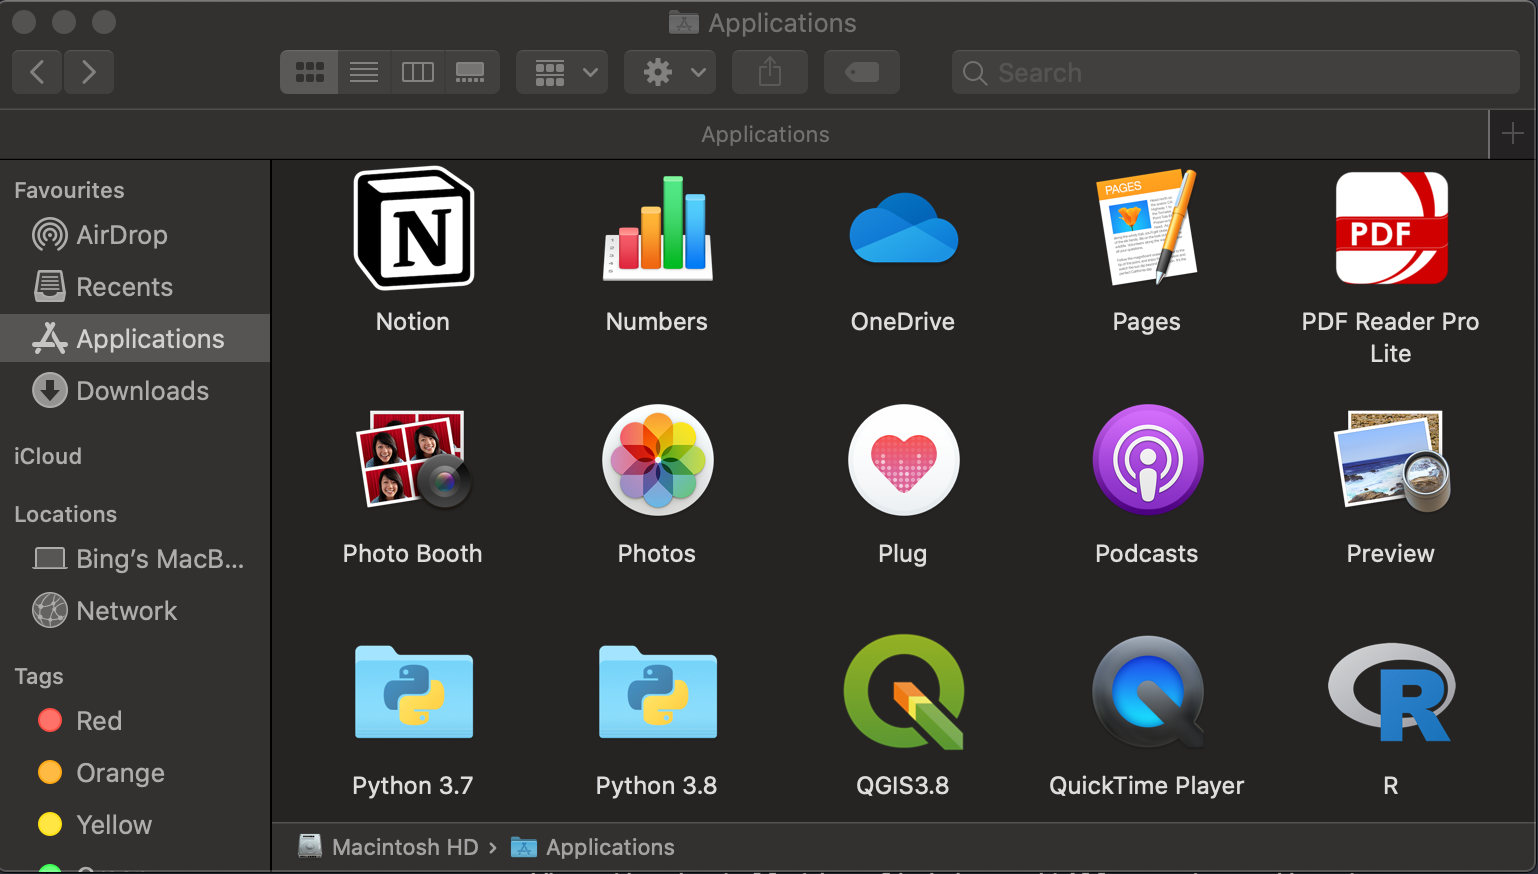 Applications
Search
Applications
Favourites
AirDrop
Recents
Applications
Downloads
iCloud
Locations
Bing’s MacB...
Network
Tags
Red
Orange
Yellow
N
Notion
Numbers
OneDrive
PAGES
Pages
PDF
PDF Reader Pro
Lite
Photo Booth
Photos
Plug
Podcasts
Preview
Python 3.7
Python 3.8
QGIS3.8
QuickTime Player
R
R
Macintosh HD › Applications